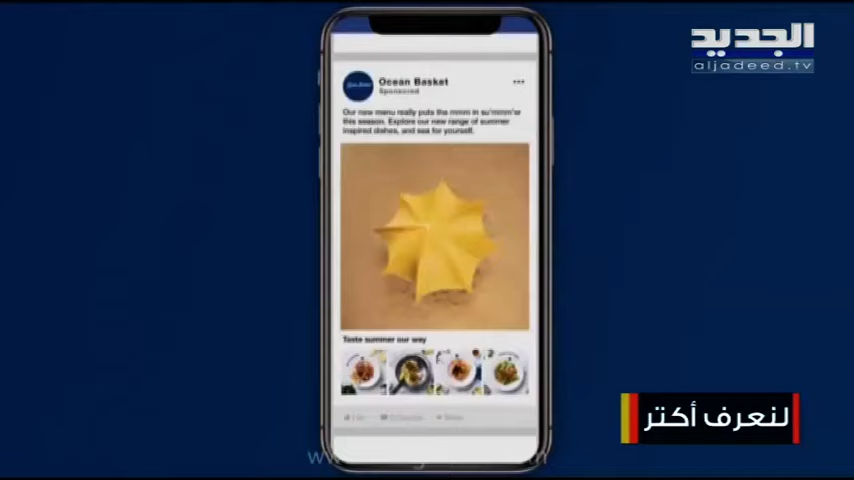 الجديد
aljadeed.tv
Ocean Basket
Sponsored
Our new menu really puts the mmm in su'mmm'er
this season. Explore our new range of summer
inspired dishes, and sea for yourself.
Taste summer our way
لنعرف أكتر